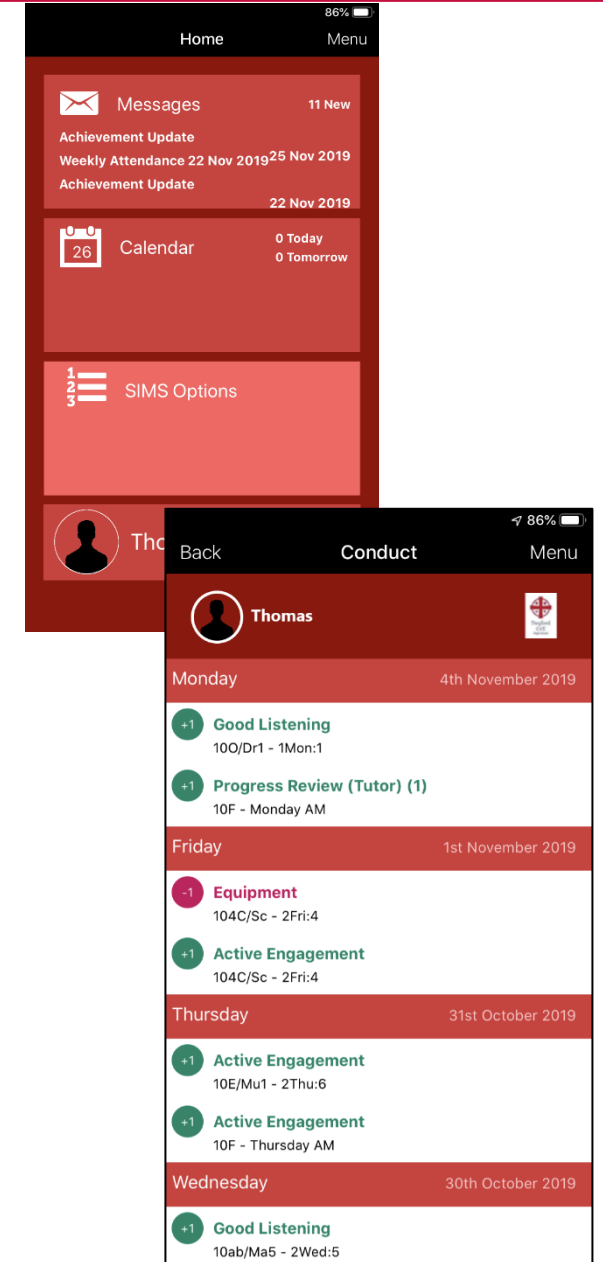 86%
Home Menu
Messages 11 New
Achievement Update
Weekly Attendance 22 Nov 2019 25 Nov 2019
Achievement Update
22 Nov 2019
26 Calendar 0 Today
0 Tomorrow
1
2
3
SIMS Options
Tho
86%
Back Conduct Menu
Thomas
Twyford
Monday 4th November 2019
+1 Good Listening
10O/Dr1 - 1Mon:1
+1 Progress Review (Tutor) (1)
10F - Monday AM
Friday 1st November 2019
-1 Equipment
104C/Sc - 2Fri:4
+1 Active Engagement
104C/Sc - 2Fri:4
Thursday 31st October 2019
+1 Active Engagement
10E/Mu1 - 2Thu:6
+1 Active Engagement
10F - Thursday AM
Wednesday 30th October 2019
+1 Good Listening
10ab/Ma5 - 2Wed:5